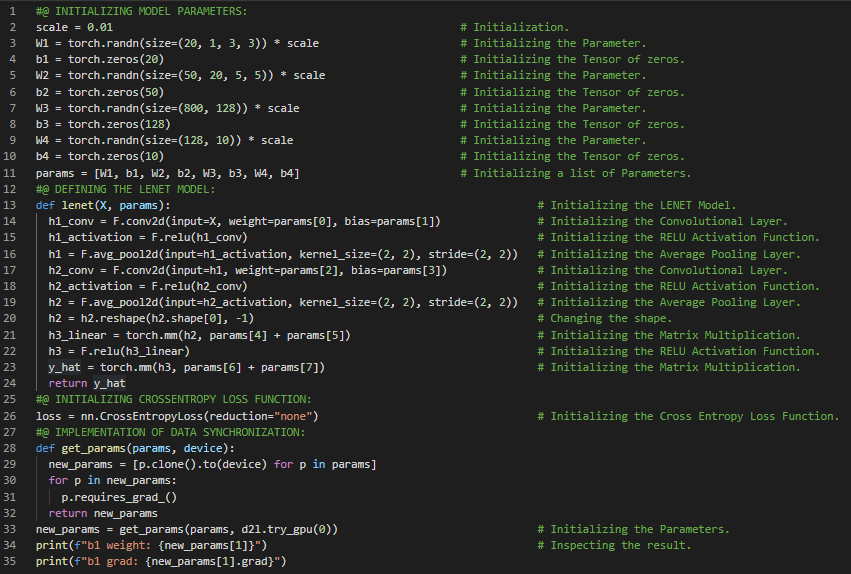 1 #@ INITIALIZING MODEL PARAMETERS:
2 scale = 0.01 # Initialization.
3 W1 = torch.randn(size=(20, 1, 3, 3)) * scale # Initializing the Parameter.
4 b1 = torch.zeros(20) # Initializing the Tensor of zeros.
5 W2 = torch.randn(size=(50, 20, 5, 5)) * scale # Initializing the Parameter.
6 b2 = torch.zeros(50) # Initializing the Tensor of zeros.
7 W3 = torch.randn(size=(800, 128)) * scale # Initializing the Parameter.
8 b3 = torch.zeros(128) # Initializing the Tensor of zeros.
9 W4 = torch.randn(size=(128, 10)) * scale # Initializing the Parameter.
10 b4 = torch.zeros(10) # Initializing the Tensor of zeros.
11 params = [W1, b1, W2, b2, W3, b3, W4, b4] # Initializing a list of Parameters.
12 #@ DEFINING THE LENET MODEL:
13 def lenet(X, params): # Initializing the LENET Model.
14 h1_conv = F.conv2d(input=X, weight=params[0], bias=params[1]) # Initializing the Convolutional Layer.
15 h1_activation = F.relu(h1_conv) # Initializing the RELU Activation Function.
16 h1 = F.avg_pool2d(input=h1_activation, kernel_size=(2, 2), stride=(2, 2)) # Initializing the Average Pooling Layer.
17 h2_conv = F.conv2d(input=h1, weight=params[2], bias=params[3]) # Initializing the Convolutional Layer.
18 h2_activation = F.relu(h2_conv) # Initializing the RELU Activation Function.
19 h2 = F.avg_pool2d(input=h2_activation, kernel_size=(2, 2), stride=(2, 2)) # Initializing the Average Pooling Layer.
20 h2 = h2.reshape(h2.shape[0], -1) # Changing the shape.
21 h3_linear = torch.mm(h2, params[4] + params[5]) # Initializing the Matrix Multiplication.
22 h3 = F.relu(h3_linear) # Initializing the RELU Activation Function.
23 y_hat = torch.mm(h3, params[6] + params[7]) # Initializing the Matrix Multiplication.
24 return y_hat
25 #@ INITIALIZING CROSSENTROPY LOSS FUNCTION:
26 loss = nn.CrossEntropyLoss(reduction="none") # Initializing the Cross Entropy Loss Function.
27 #@ IMPLEMENTATION OF DATA SYNCHRONIZATION:
28 def get_params(params, device):
29 new_params = [p.clone().to(device) for p in params]
30 for p in new_params:
31 p.requires_grad_()
32 return new_params
33 new_params = get_params(params, d2l.try_gpu(0)) # Initializing the Parameters.
34 print(f"b1 weight: {new_params[1]}") # Inspecting the result.
35 print(f"b1 grad: {new_params[1].grad}")